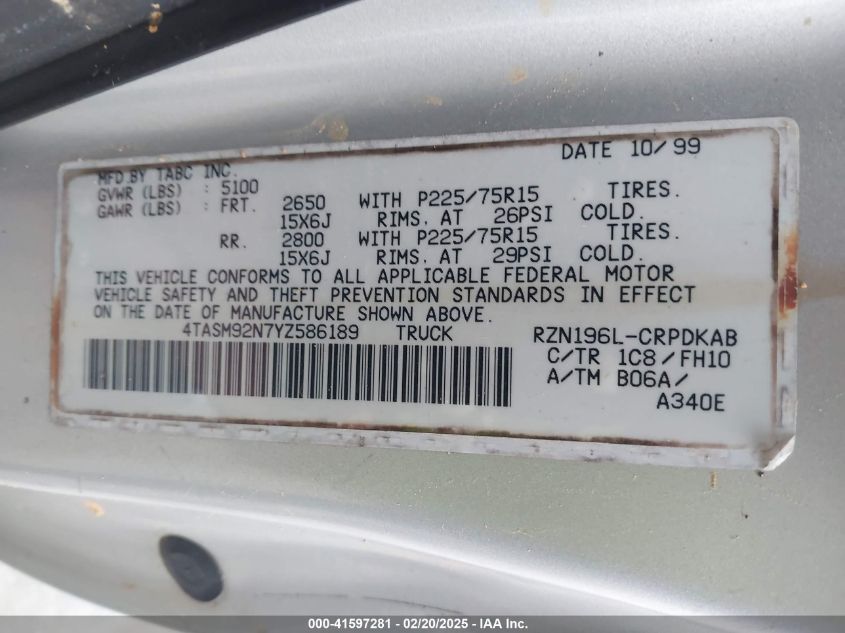 DATE 10/99
MFD.BY TABC INC.
GVWR (LBS) : 5100
GAWR (LBS) : FRT. 2650 WITH P225/75R15 TIRES.
15X6J RIMS. AT 26PSI COLD.
RR. 2800 WITH P225/75R15 TIRES.
15X6J RIMS. AT 29PSI COLD.
THIS VEHICLE CONFORMS TO ALL APPLICABLE FEDERAL MOTOR
VEHICLE SAFETY AND THEFT PREVENTION STANDARDS IN EFFECT
ON THE DATE OF MANUFACTURE SHOWN ABOVE.
4TASM92N7YZ586189 TRUCK RZN196L-CRPDKAB
C/TR 1C8/FH10
A/TM B06A/
A340E
000-41597281 - 02/20/2025 - IAA Inc.